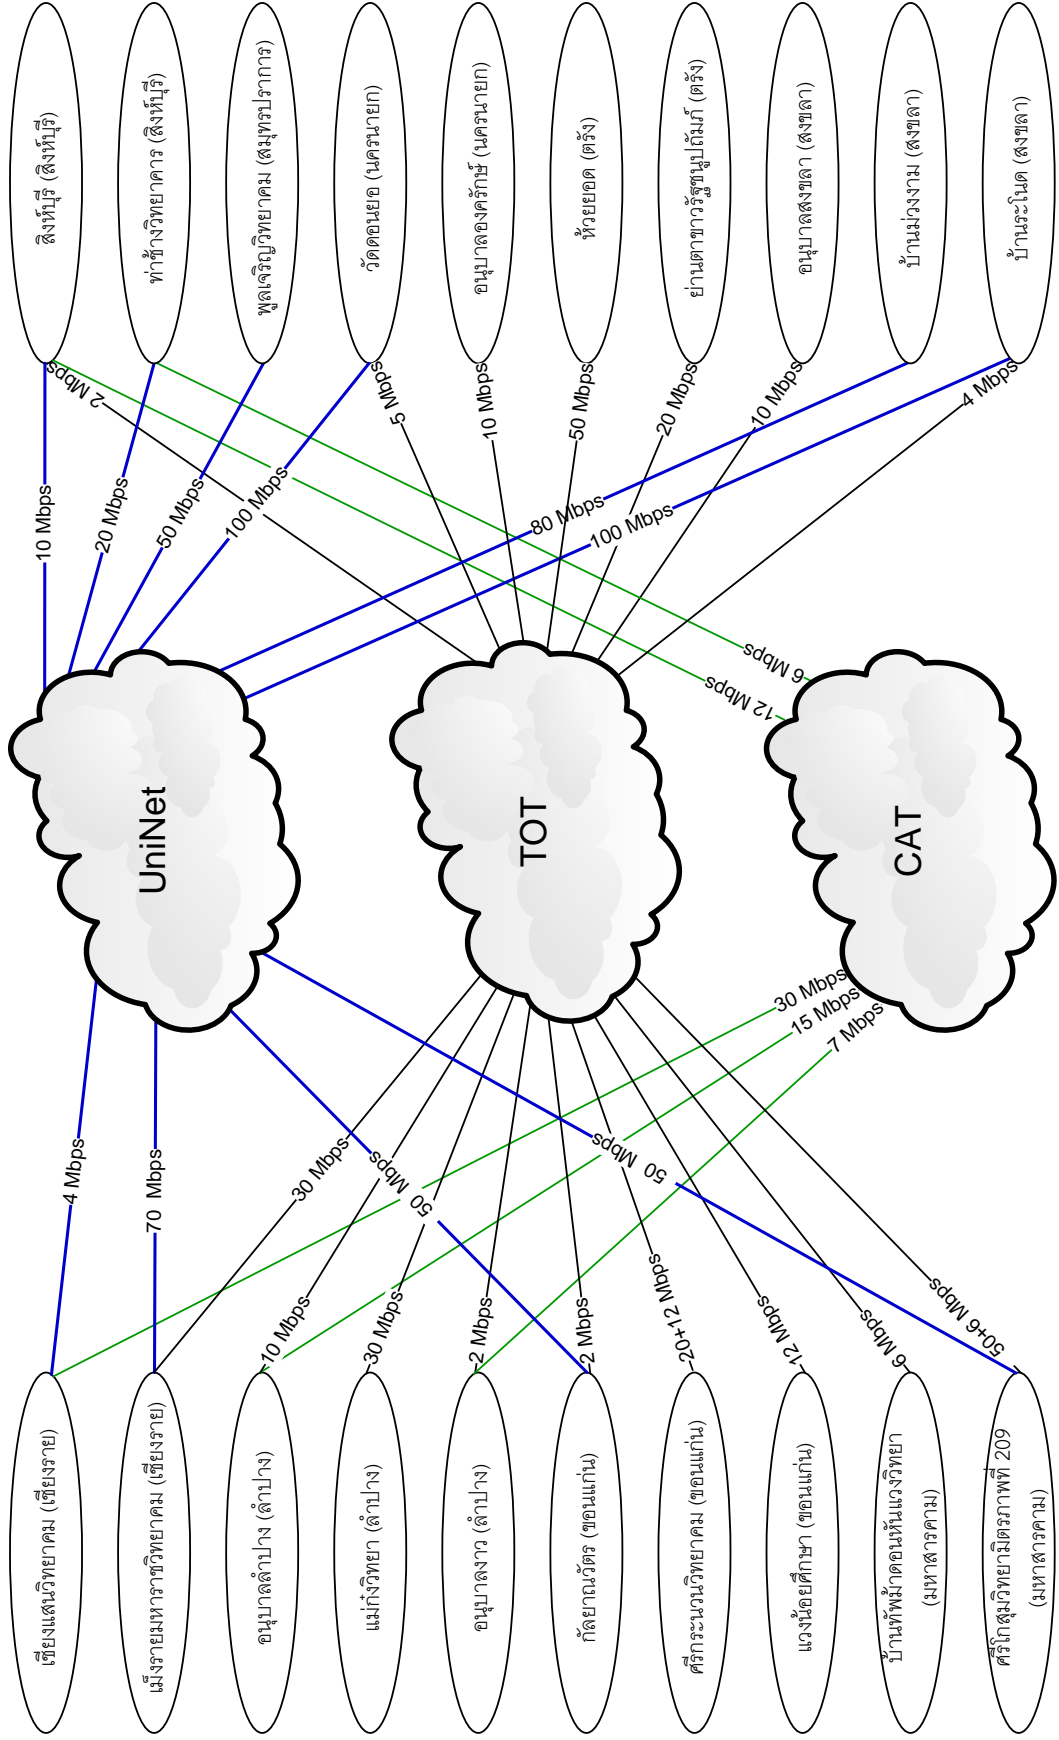 สิงห์บุรี (สิงห์บุรี)
ท่าช้างวิทยาคาร (สิงห์บุรี)
พูลเจริญวิทยาคม (สมุทรปราการ)
วัดดอนยอ (นครนายก)
อนุบาลองครักษ์ (นครนายก)
ห้วยยอด (ตรัง)
ย่านตาขาวรัฐชนูปถัมภ์ (ตรัง)
อนุบาลสงขลา (สงขลา)
บ้านม่วงงาม (สงขลา)
บ้านระโนด (สงขลา)
10 Mbps
2 Mbps
20 Mbps
50 Mbps
100 Mbps
5 Mbps
10 Mbps
50 Mbps
20 Mbps
10 Mbps
80 Mbps
100 Mbps
4 Mbps
6 Mbps
12 Mbps
UniNet
TOT
CAT
4 Mbps
70 Mbps
30 Mbps
50 Mbps
50 Mbps
30 Mbps
15 Mbps
7 Mbps
10 Mbps
30 Mbps
2 Mbps
2 Mbps
20+12 Mbps
12 Mbps
6 Mbps
50+6 Mbps
เชียงแสนวิทยาคม (เชียงราย)
เม็งรายมหาราชวิทยาคม (เชียงราย)
อนุบาลลำปาง (ลำปาง)
แม่ก๋งวิทยา (ลำปาง)
อนุบาลงาว (ลำปาง)
กัลยาณวัตร (ขอนแก่น)
ศรีกระนวนวิทยาคม (ขอนแก่น)
แวงน้อยศึกษา (ขอนแก่น)
บ้านทัพม้าดอนหันแวงวิทยา
(มหาสารคาม)
ศรีโกสุมวิทยามิตรภาพที่ 209
(มหาสารคาม)